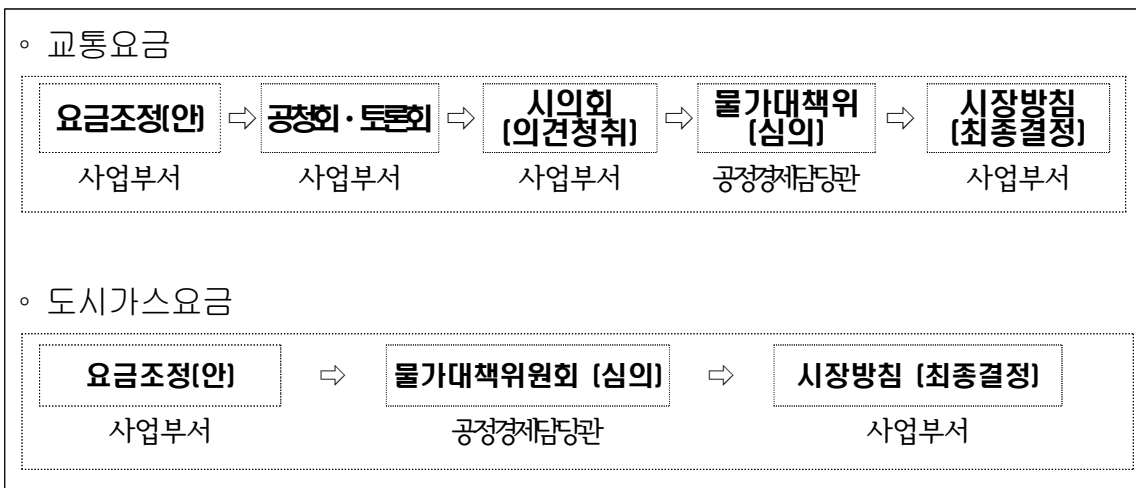 ◦ 교통요금
요금조정(안) ⇨ 공청회·토론회 ⇨ 시의회 (의견청취) ⇨ 물가대책위 (심의) ⇨ 시장방침 (최종결정)
사업부서 사업부서 사업부서 공정경제담당관 사업부서
◦ 도시가스요금
요금조정(안) ⇨ 물가대책위원회 (심의) ⇨ 시장방침 (최종결정)
사업부서 공정경제담당관 사업부서